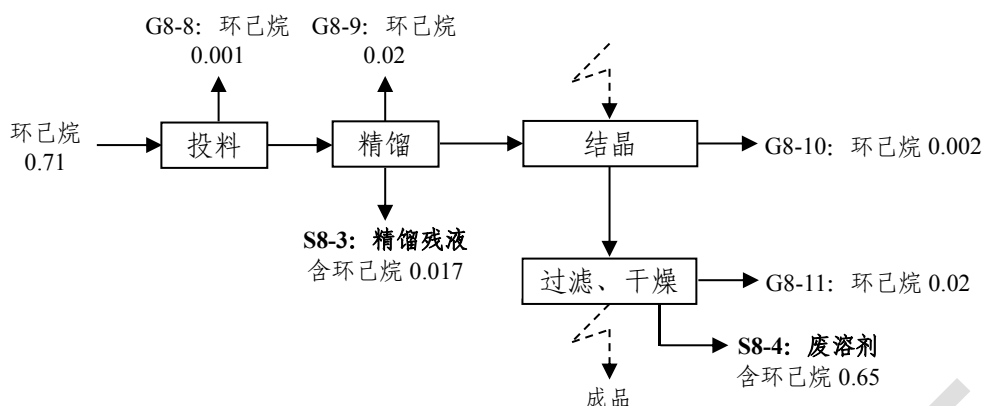 G8-8：环己烷
0.001
G8-9：环己烷
0.02
环己烷
0.71
投料
精馏
结晶
G8-10：环己烷 0.002
S8-3：精馏残液
含环己烷 0.017
过滤、干燥
G8-11：环己烷 0.02
S8-4：废溶剂
含环己烷 0.65
成品